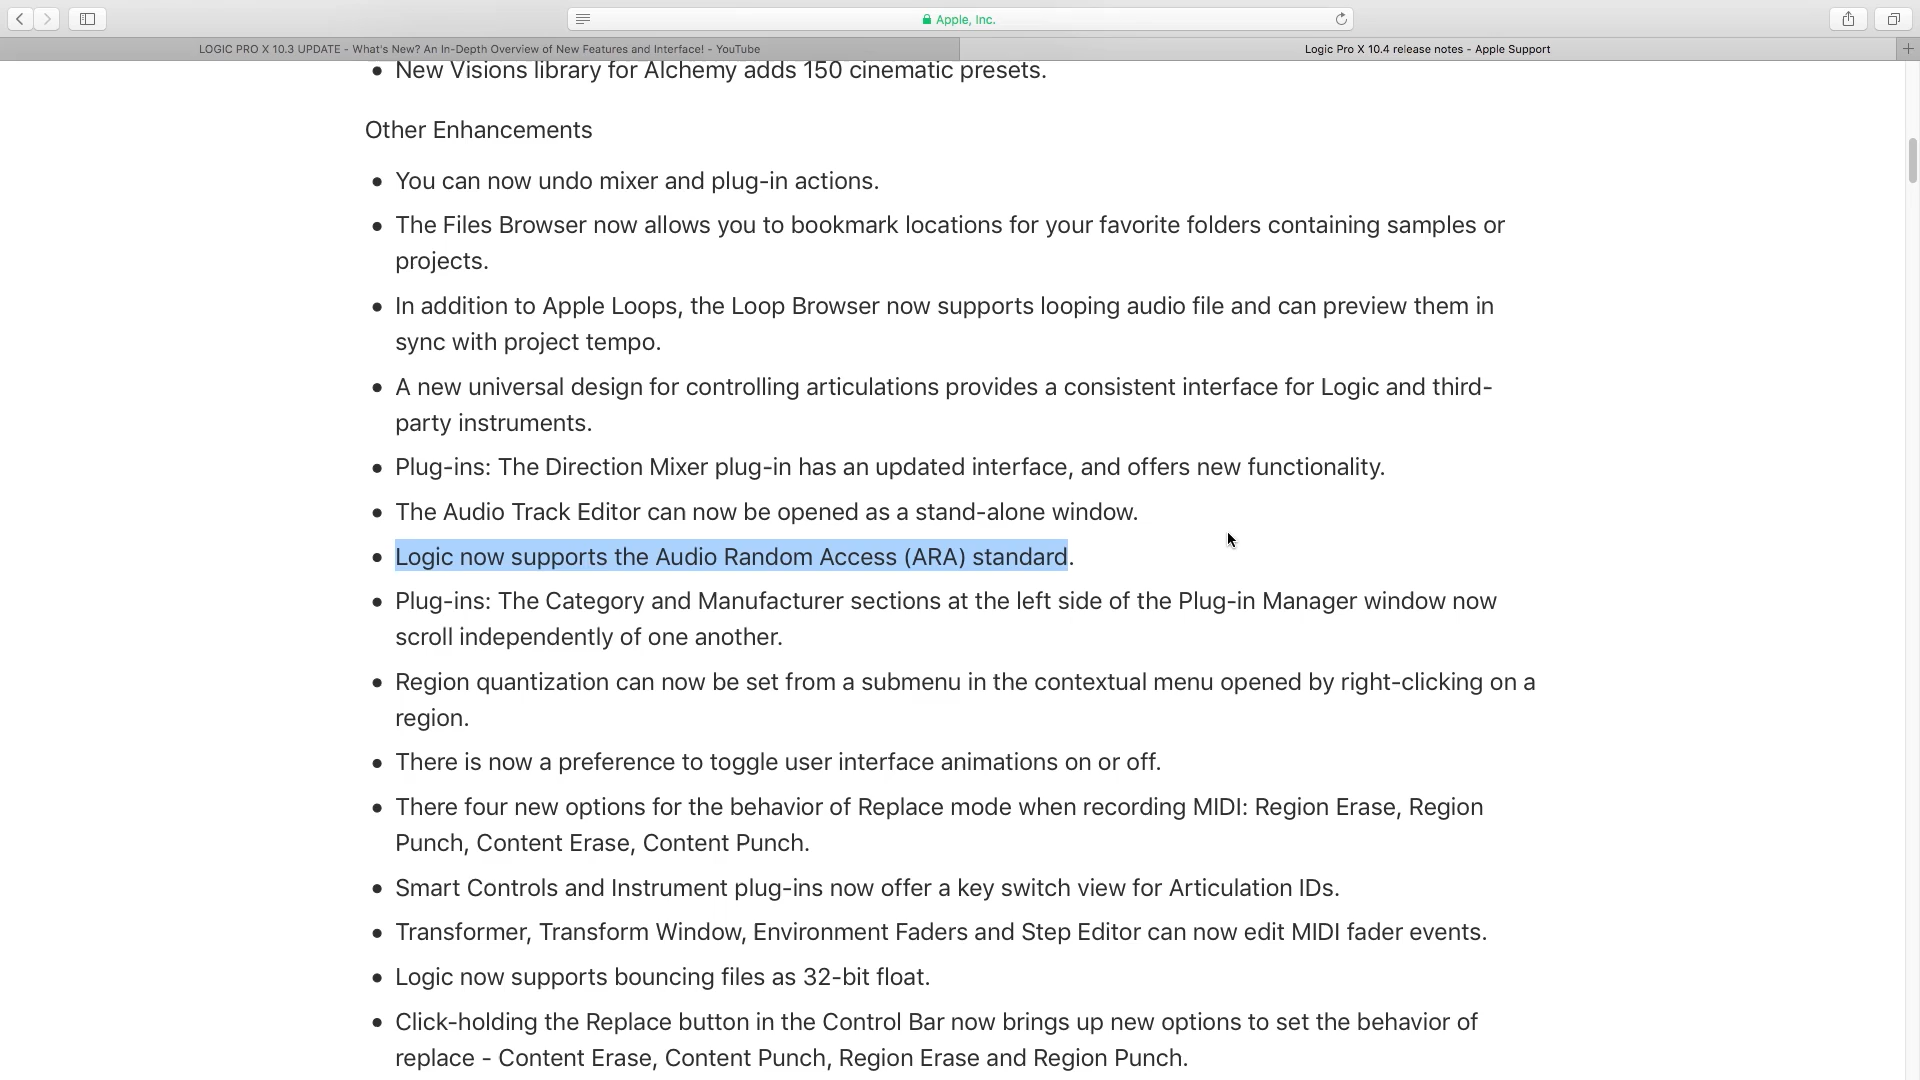 Apple, Inc.
LOGIC PRO X 10.3 UPDATE - What's New? An In-Depth Overview of New Features and Interface! - YouTube
Logic Pro X 10.4 release notes - Apple Support
• New Visions library for Alchemy adds 150 cinematic presets.
Other Enhancements
• You can now undo mixer and plug-in actions.
• The Files Browser now allows you to bookmark locations for your favorite folders containing samples or
projects.
• In addition to Apple Loops, the Loop Browser now supports looping audio file and can preview them in
sync with project tempo.
• A new universal design for controlling articulations provides a consistent interface for Logic and third-
party instruments.
• Plug-ins: The Direction Mixer plug-in has an updated interface, and offers new functionality.
• The Audio Track Editor can now be opened as a stand-alone window.
• Logic now supports the Audio Random Access (ARA) standard.
• Plug-ins: The Category and Manufacturer sections at the left side of the Plug-in Manager window now
scroll independently of one another.
• Region quantization can now be set from a submenu in the contextual menu opened by right-clicking on a
region.
• There is now a preference to toggle user interface animations on or off.
• There four new options for the behavior of Replace mode when recording MIDI: Region Erase, Region
Punch, Content Erase, Content Punch.
• Smart Controls and Instrument plug-ins now offer a key switch view for Articulation IDs.
• Transformer, Transform Window, Environment Faders and Step Editor can now edit MIDI fader events.
• Logic now supports bouncing files as 32-bit float.
• Click-holding the Replace button in the Control Bar now brings up new options to set the behavior of
replace - Content Erase, Content Punch, Region Erase and Region Punch.